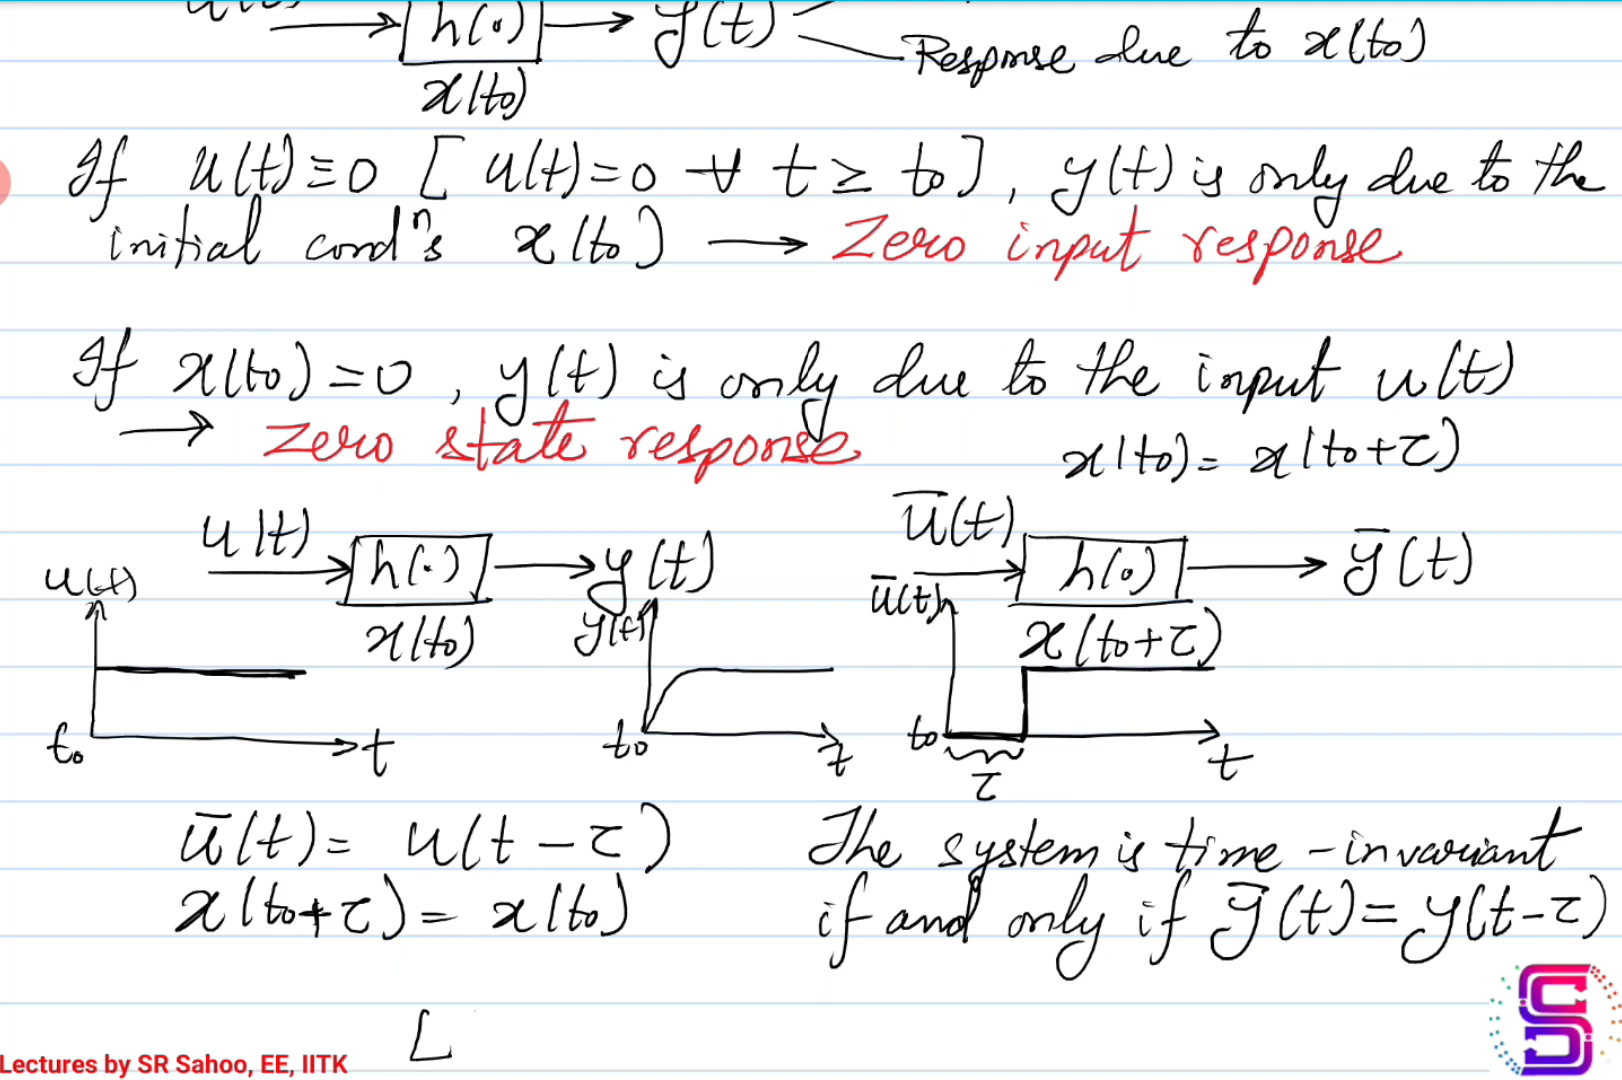 h(·) y(t)
Response due to x(t₀)
x(t₀)
If u(t)≡0 [ u(t)=0 ∀ t ≥ t₀], y(t) is only due to the
initial condⁿ's x(t₀) → Zero input response
If x(t₀)=0, y(t) is only due to the input u(t)
→ Zero state response
x(t₀)= x(t₀+τ)
u(t) h(·) y(t)
x(t₀)
u(t)
t₀ t
y(t)
t₀ t
ū(t) h(·) ȳ(t)
x(t₀+τ)
ū(t)
t₀ t
τ
ū(t)= u(t-τ)
x(t₀+τ)= x(t₀)
The system is time-invariant
if and only if ȳ(t)=y(t-τ)
[
Lectures by SR Sahoo, EE, IITK